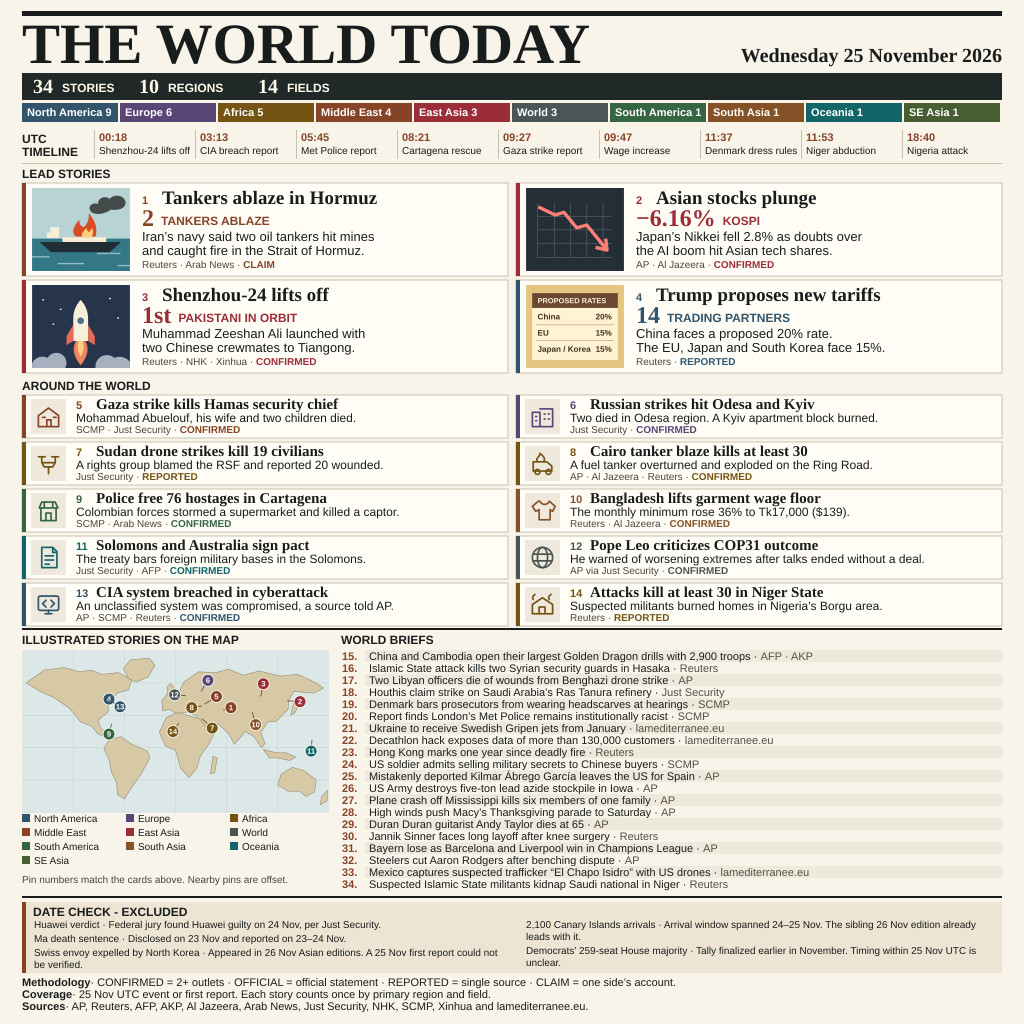 THE WORLD TODAY
Wednesday 25 November 2026
34 STORIES 10 REGIONS 14 FIELDS
North America 9 Europe 6 Africa 5 Middle East 4 East Asia 3 World 3 South America 1 South Asia 1 Oceania 1 SE Asia 1
UTC TIMELINE
00:18 Shenzhou-24 lifts off
03:13 CIA breach report
05:45 Met Police report
08:21 Cartagena rescue
09:27 Gaza strike report
09:47 Wage increase
11:37 Denmark dress rules
11:53 Niger abduction
18:40 Nigeria attack
LEAD STORIES
1 Tankers ablaze in Hormuz
2 TANKERS ABLAZE
Iran's navy said two oil tankers hit mines
and caught fire in the Strait of Hormuz.
Reuters · Arab News · CLAIM
2 Asian stocks plunge
−6.16% KOSPI
Japan's Nikkei fell 2.8% as doubts over
the AI boom hit Asian tech shares.
AP · Al Jazeera · CONFIRMED
3 Shenzhou-24 lifts off
1st PAKISTANI IN ORBIT
Muhammad Zeeshan Ali launched with
two Chinese crewmates to Tiangong.
Reuters · NHK · Xinhua · CONFIRMED
PROPOSED RATES
China 20%
EU 15%
Japan / Korea 15%
4 Trump proposes new tariffs
14 TRADING PARTNERS
China faces a proposed 20% rate.
The EU, Japan and South Korea face 15%.
Reuters · REPORTED
AROUND THE WORLD
5 Gaza strike kills Hamas security chief
Mohammad Abuelouf, his wife and two children died.
SCMP · Just Security · CONFIRMED
6 Russian strikes hit Odesa and Kyiv
Two died in Odesa region. A Kyiv apartment block burned.
Just Security · CONFIRMED
7 Sudan drone strikes kill 19 civilians
A rights group blamed the RSF and reported 20 wounded.
Just Security · REPORTED
8 Cairo tanker blaze kills at least 30
A fuel tanker overturned and exploded on the Ring Road.
AP · Al Jazeera · Reuters · CONFIRMED
9 Police free 76 hostages in Cartagena
Colombian forces stormed a supermarket and killed a captor.
SCMP · Arab News · CONFIRMED
10 Bangladesh lifts garment wage floor
The monthly minimum rose 36% to Tk17,000 ($139).
Reuters · Al Jazeera · CONFIRMED
11 Solomons and Australia sign pact
The treaty bars foreign military bases in the Solomons.
Just Security · AFP · CONFIRMED
12 Pope Leo criticizes COP31 outcome
He warned of worsening extremes after talks ended without a deal.
AP via Just Security · CONFIRMED
13 CIA system breached in cyberattack
An unclassified system was compromised, a source told AP.
AP · SCMP · Reuters · CONFIRMED
14 Attacks kill at least 30 in Niger State
Suspected militants burned homes in Nigeria's Borgu area.
Reuters · REPORTED
ILLUSTRATED STORIES ON THE MAP
4 13 9 12 6 8 5 1 7 14 3 2 10 11
North America Europe Africa
Middle East East Asia World
South America South Asia Oceania
SE Asia
Pin numbers match the cards above. Nearby pins are offset.
WORLD BRIEFS
15. China and Cambodia open their largest Golden Dragon drills with 2,900 troops · AFP · AKP
16. Islamic State attack kills two Syrian security guards in Hasaka · Reuters
17. Two Libyan officers die of wounds from Benghazi drone strike · AP
18. Houthis claim strike on Saudi Arabia's Ras Tanura refinery · Just Security
19. Denmark bars prosecutors from wearing headscarves at hearings · SCMP
20. Report finds London's Met Police remains institutionally racist · SCMP
21. Ukraine to receive Swedish Gripen jets from January · lamediterranee.eu
22. Decathlon hack exposes data of more than 130,000 customers · lamediterranee.eu
23. Hong Kong marks one year since deadly fire · Reuters
24. US soldier admits selling military secrets to Chinese buyers · SCMP
25. Mistakenly deported Kilmar Ábrego García leaves the US for Spain · AP
26. US Army destroys five-ton lead azide stockpile in Iowa · AP
27. Plane crash off Mississippi kills six members of one family · AP
28. High winds push Macy's Thanksgiving parade to Saturday · AP
29. Duran Duran guitarist Andy Taylor dies at 65 · AP
30. Jannik Sinner faces long layoff after knee surgery · Reuters
31. Bayern lose as Barcelona and Liverpool win in Champions League · AP
32. Steelers cut Aaron Rodgers after benching dispute · AP
33. Mexico captures suspected trafficker “El Chapo Isidro” with US drones · lamediterranee.eu
34. Suspected Islamic State militants kidnap Saudi national in Niger · Reuters
DATE CHECK - EXCLUDED
Huawei verdict · Federal jury found Huawei guilty on 24 Nov, per Just Security.
Ma death sentence · Disclosed on 23 Nov and reported on 23–24 Nov.
Swiss envoy expelled by North Korea · Appeared in 26 Nov Asian editions. A 25 Nov first report could not
be verified.
2,100 Canary Islands arrivals · Arrival window spanned 24–25 Nov. The sibling 26 Nov edition already
leads with it.
Democrats' 259-seat House majority · Tally finalized earlier in November. Timing within 25 Nov UTC is
unclear.
Methodology· CONFIRMED = 2+ outlets · OFFICIAL = official statement · REPORTED = single source · CLAIM = one side's account.
Coverage· 25 Nov UTC event or first report. Each story counts once by primary region and field.
Sources· AP, Reuters, AFP, AKP, Al Jazeera, Arab News, Just Security, NHK, SCMP, Xinhua and lamediterranee.eu.